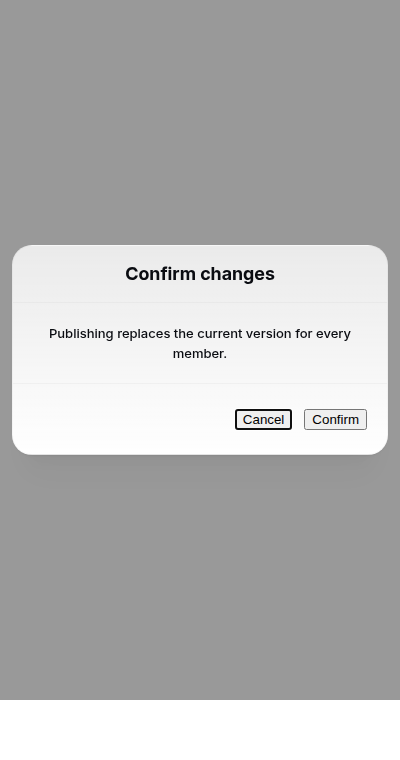 Confirm changes
Publishing replaces the current version for every
member.
Cancel Confirm